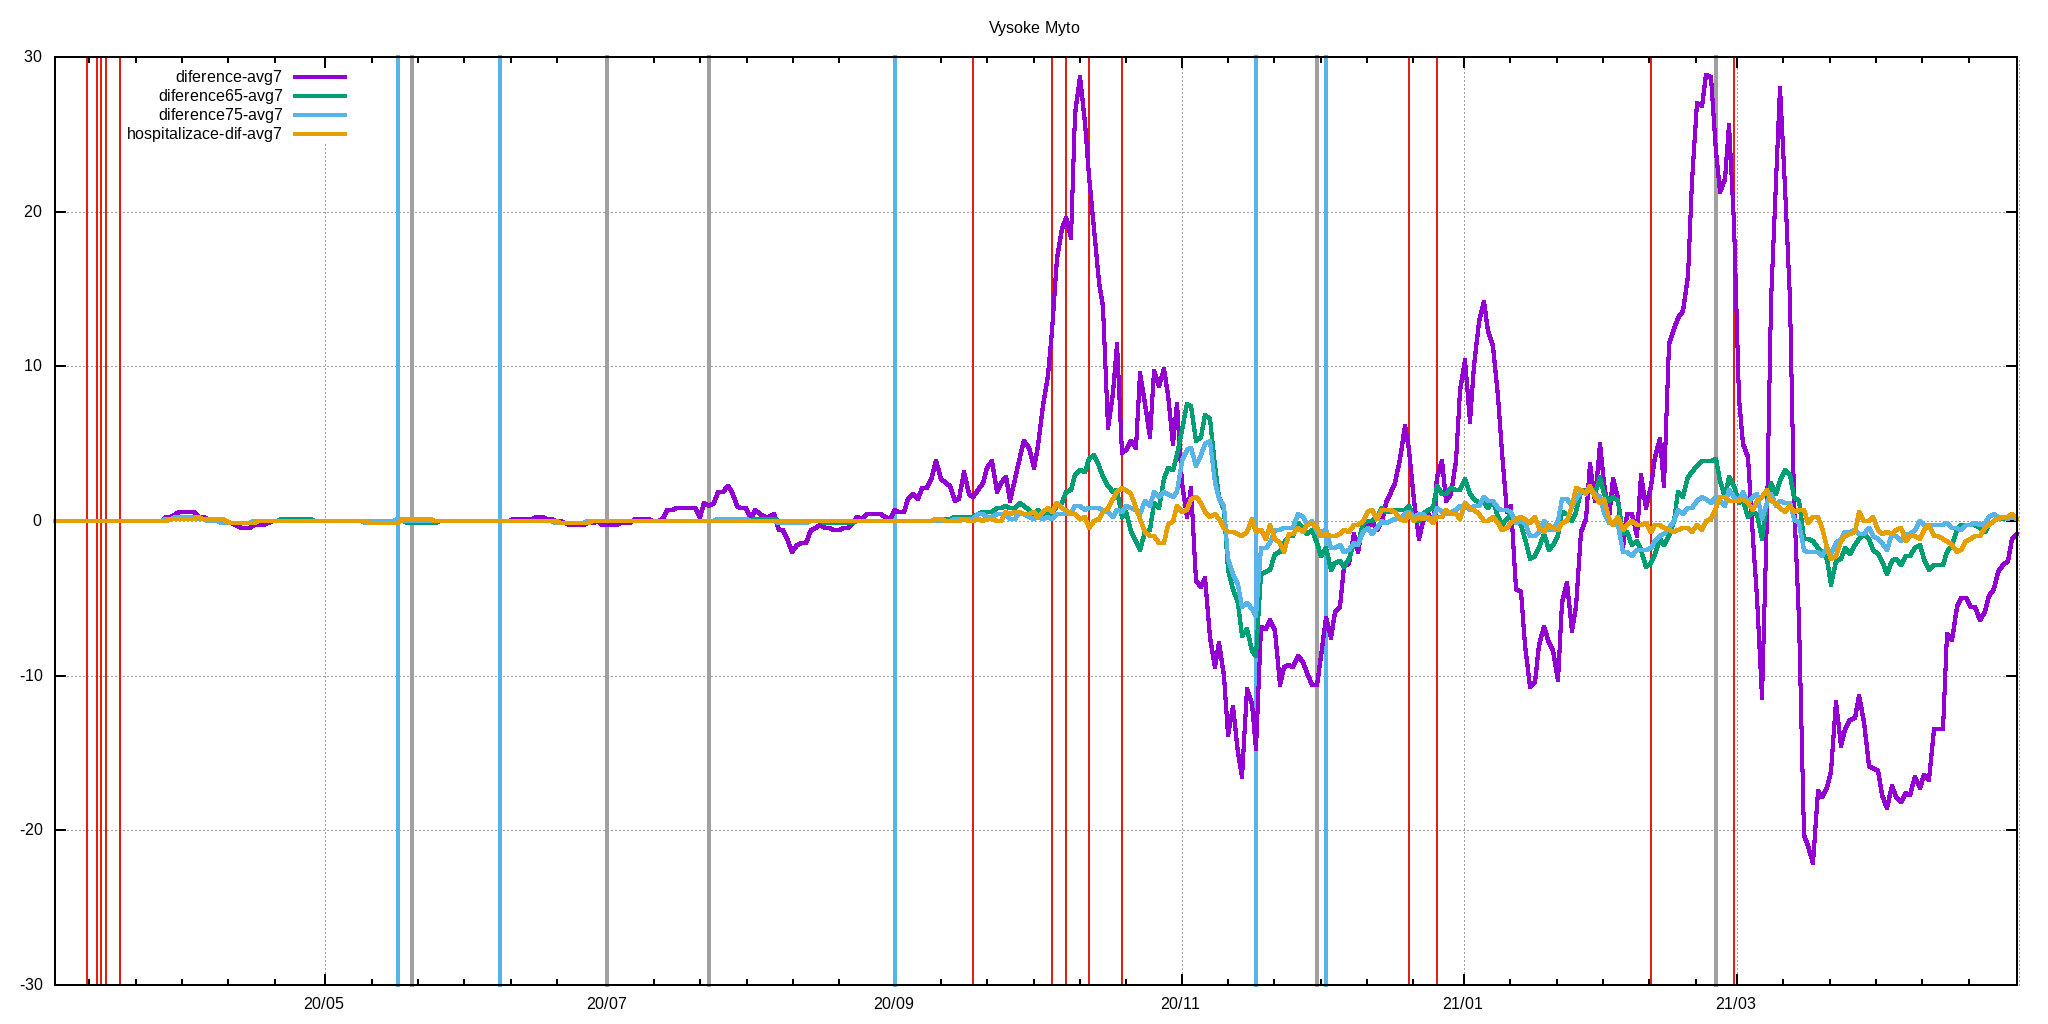 Vysoke Myto
diference-avg7
diference65-avg7
diference75-avg7
hospitalizace-dif-avg7
30
20
10
0
-10
-20
-30
20/05 20/07 20/09 20/11 21/01 21/03